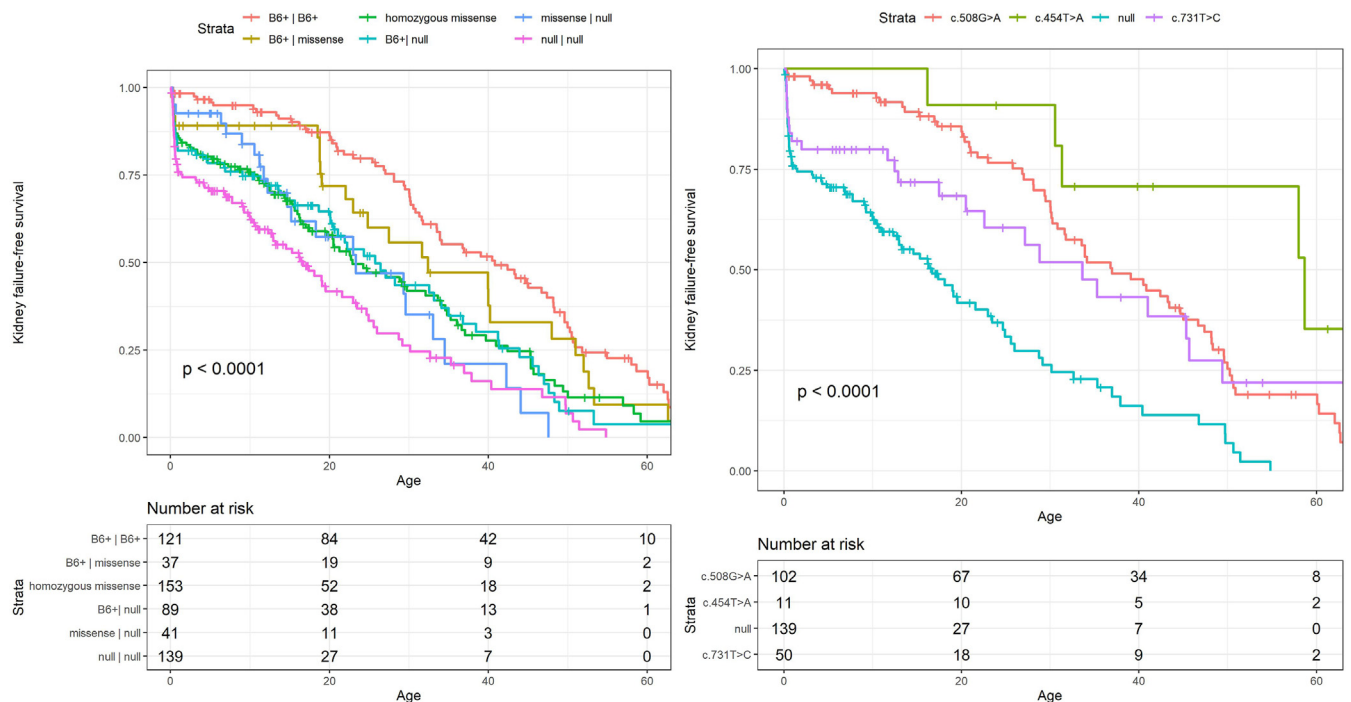 Strata
B6+ | B6+
homozygous missense
missense | null
B6+ | missense
B6+| null
null | null
Kidney failure-free survival
1.00
0.75
0.50
0.25
0.00
p < 0.0001
0 20 40 60
Age
Number at risk
Strata
B6+ | B6+ 121 84 42 10
B6+ | missense 37 19 9 2
homozygous missense 153 52 18 2
B6+| null 89 38 13 1
missense | null 41 11 3 0
null | null 139 27 7 0
0 20 40 60
Age
Strata c.508G>A c.454T>A null c.731T>C
Kidney failure-free survival
1.00
0.75
0.50
0.25
0.00
p < 0.0001
0 20 40 60
Age
Number at risk
Strata
c.508G>A 102 67 34 8
c.454T>A 11 10 5 2
null 139 27 7 0
c.731T>C 50 18 9 2
0 20 40 60
Age